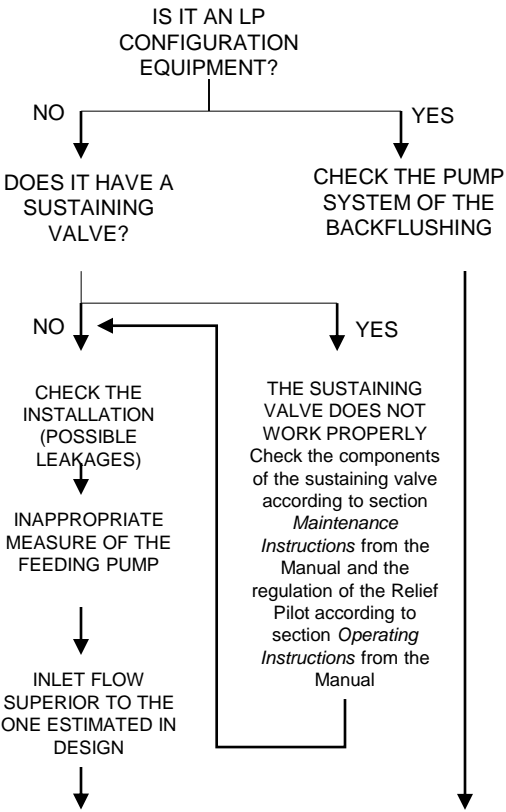 IS IT AN LP
CONFIGURATION
EQUIPMENT?
NO
YES
DOES IT HAVE A
SUSTAINING
VALVE?
CHECK THE PUMP
SYSTEM OF THE
BACKFLUSHING
NO
YES
CHECK THE
INSTALLATION
(POSSIBLE
LEAKAGES)
INAPPROPRIATE
MEASURE OF THE
FEEDING PUMP
INLET FLOW
SUPERIOR TO THE
ONE ESTIMATED IN
DESIGN
THE SUSTAINING
VALVE DOES NOT
WORK PROPERLY
Check the components
of the sustaining valve
according to section
Maintenance
Instructions from the
Manual and the
regulation of the Relief
Pilot according to
section Operating
Instructions from the
Manual